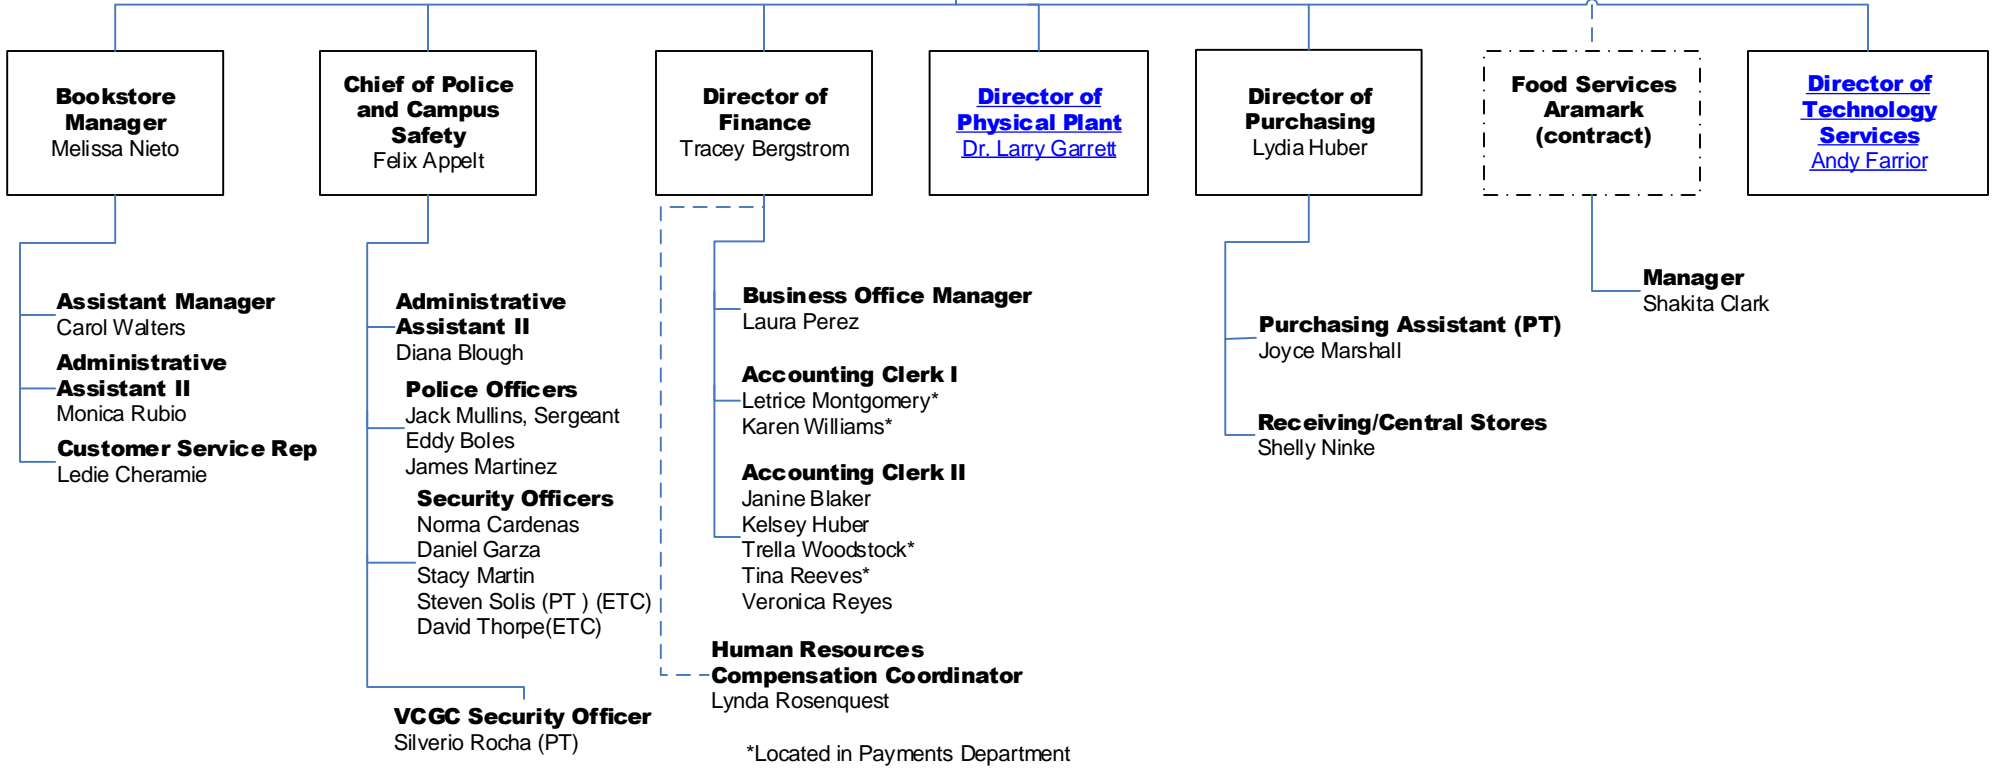 Bookstore
Manager
Melissa Nieto
Chief of Police
and Campus
Safety
Felix Appelt
Director of
Finance
Tracey Bergstrom
Director of
Physical Plant
Dr. Larry Garrett
Director of
Purchasing
Lydia Huber
Food Services
Aramark
(contract)
Director of
Technology
Services
Andy Farrior
Assistant Manager
Carol Walters
Administrative
Assistant II
Monica Rubio
Customer Service Rep
Ledie Cheramie
Administrative
Assistant II
Diana Blough
Police Officers
Jack Mullins, Sergeant
Eddy Boles
James Martinez
Security Officers
Norma Cardenas
Daniel Garza
Stacy Martin
Steven Solis (PT ) (ETC)
David Thorpe(ETC)
VCGC Security Officer
Silverio Rocha (PT)
Business Office Manager
Laura Perez
Accounting Clerk I
Letrice Montgomery*
Karen Williams*
Accounting Clerk II
Janine Blaker
Kelsey Huber
Trella Woodstock*
Tina Reeves*
Veronica Reyes
Human Resources
Compensation Coordinator
Lynda Rosenquest
*Located in Payments Department
Purchasing Assistant (PT)
Joyce Marshall
Receiving/Central Stores
Shelly Ninke
Manager
Shakita Clark